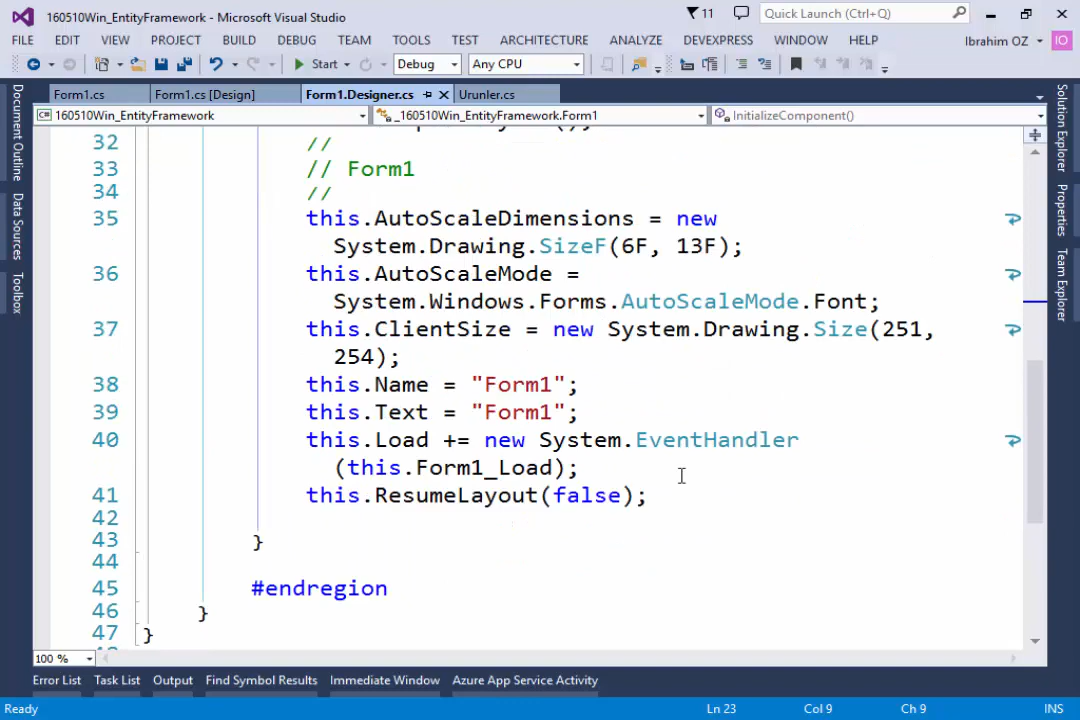 160510Win_EntityFramework - Microsoft Visual Studio
11
Quick Launch (Ctrl+Q)
FILE EDIT VIEW PROJECT BUILD DEBUG TEAM TOOLS TEST ARCHITECTURE ANALYZE DEVEXPRESS WINDOW HELP
Ibrahim OZ IO
Start Debug Any CPU
Form1.cs Form1.cs [Design] Form1.Designer.cs Urunler.cs
160510Win_EntityFramework _160510Win_EntityFramework.Form1 InitializeComponent()
Document Outline
Data Sources
Toolbox
Solution Explorer
Properties
Team Explorer
32 //
33 // Form1
34 //
35 this.AutoScaleDimensions = new
System.Drawing.SizeF(6F, 13F);
36 this.AutoScaleMode =
System.Windows.Forms.AutoScaleMode.Font;
37 this.ClientSize = new System.Drawing.Size(251,
254);
38 this.Name = "Form1";
39 this.Text = "Form1";
40 this.Load += new System.EventHandler
(this.Form1_Load);
41 this.ResumeLayout(false);
42
43 }
44
45 #endregion
46 }
47 }
100 %
Error List Task List Output Find Symbol Results Immediate Window Azure App Service Activity
Ready Ln 23 Col 9 Ch 9 INS